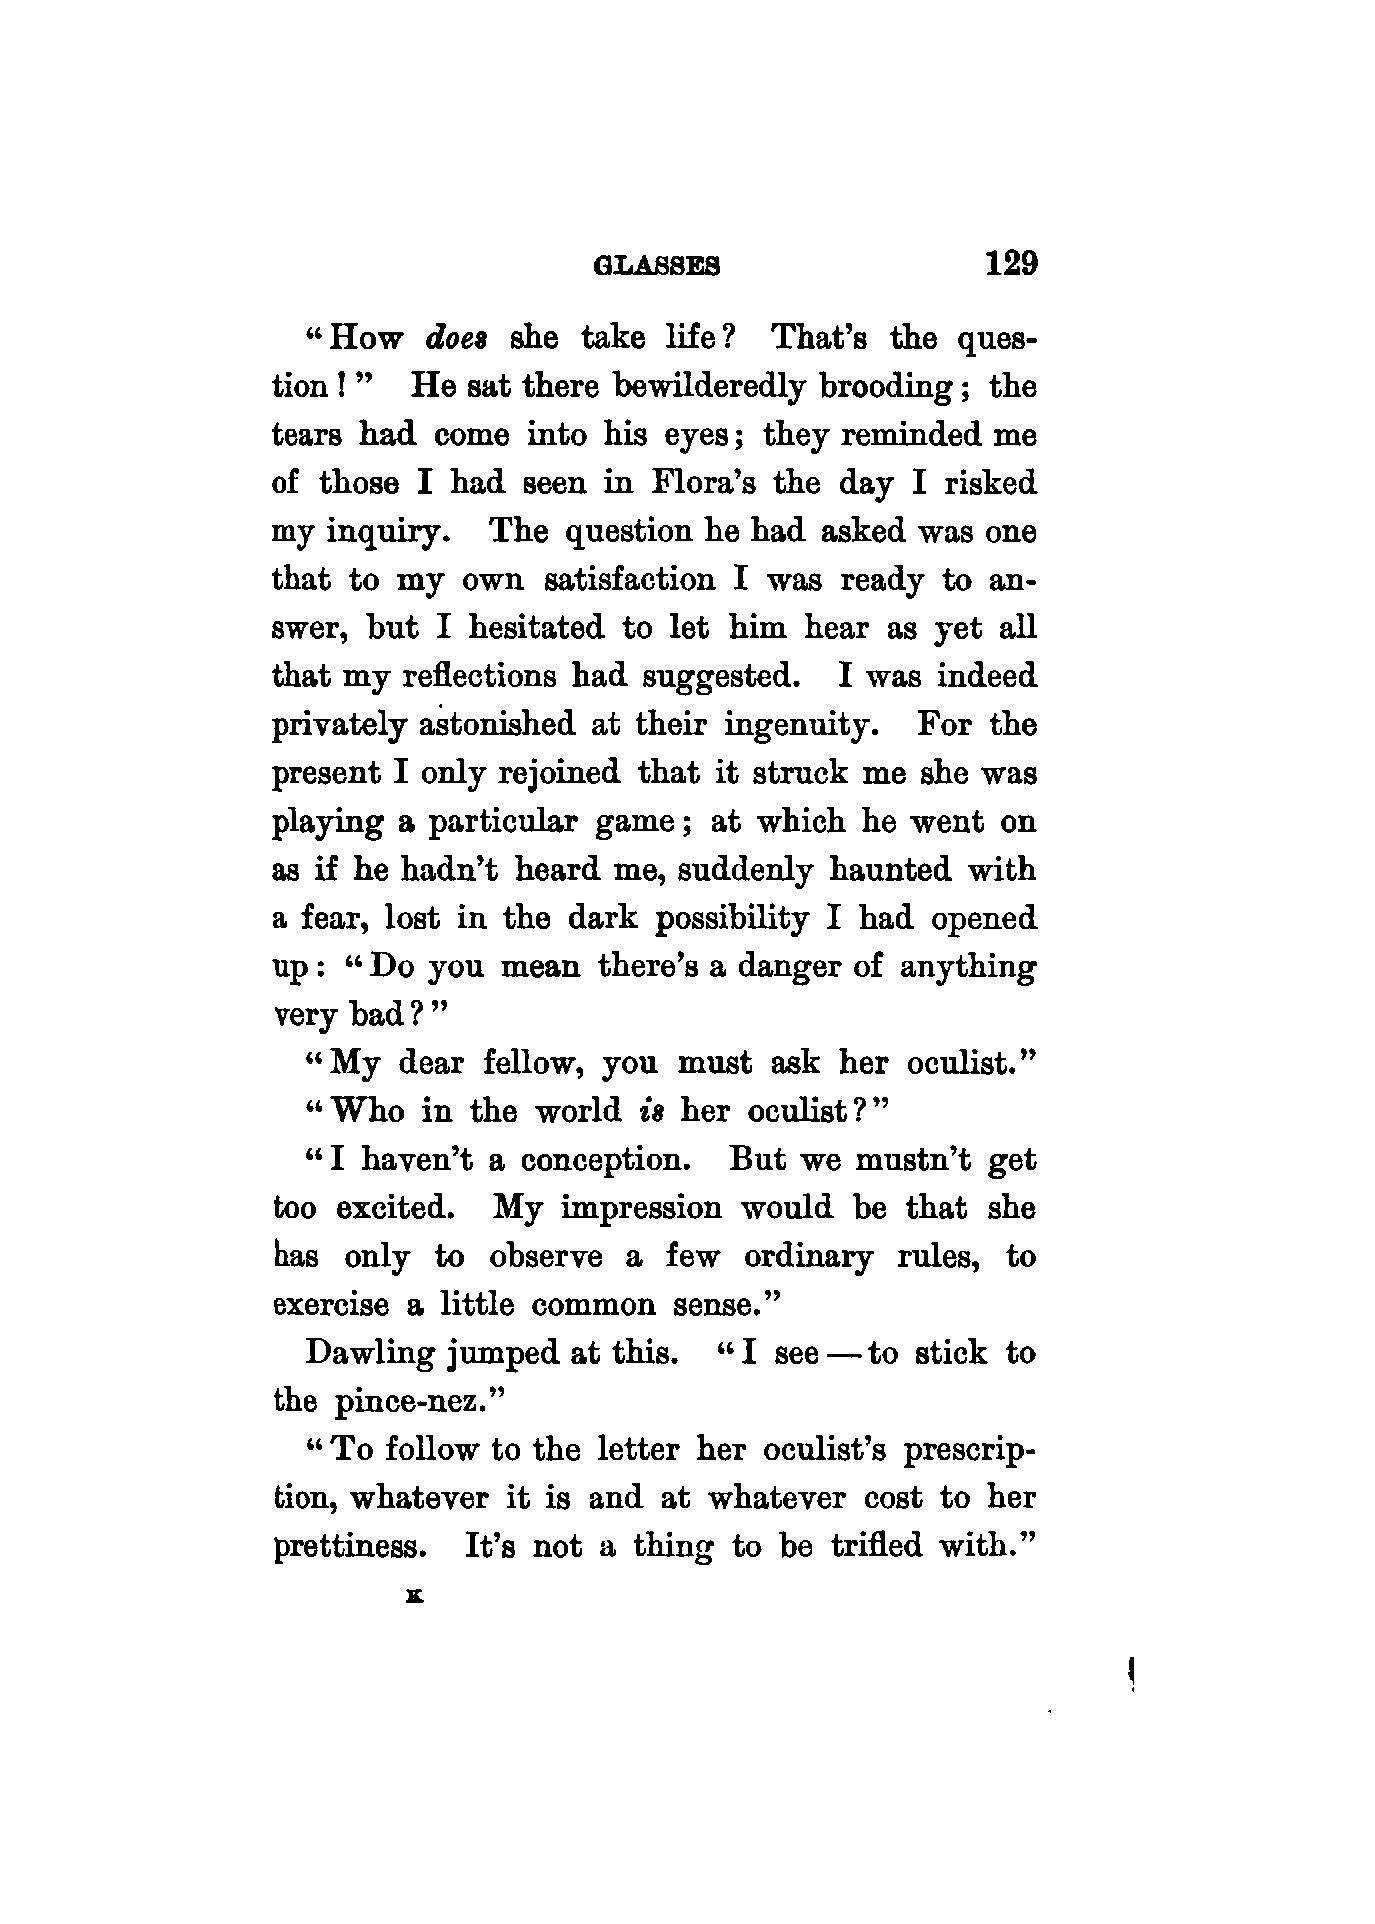 GLASSES 129
"How does she take life? That's the ques-
tion!" He sat there bewilderedly brooding; the
tears had come into his eyes; they reminded me
of those I had seen in Flora's the day I risked
my inquiry. The question he had asked was one
that to my own satisfaction I was ready to an-
swer, but I hesitated to let him hear as yet all
that my reflections had suggested. I was indeed
privately astonished at their ingenuity. For the
present I only rejoined that it struck me she was
playing a particular game; at which he went on
as if he hadn't heard me, suddenly haunted with
a fear, lost in the dark possibility I had opened
up: "Do you mean there's a danger of anything
very bad?"
"My dear fellow, you must ask her oculist."
"Who in the world is her oculist?"
"I haven't a conception. But we mustn't get
too excited. My impression would be that she
has only to observe a few ordinary rules, to
exercise a little common sense."
Dawling jumped at this. "I see—to stick to
the pince-nez."
"To follow to the letter her oculist's prescrip-
tion, whatever it is and at whatever cost to her
prettiness. It's not a thing to be trifled with."
K